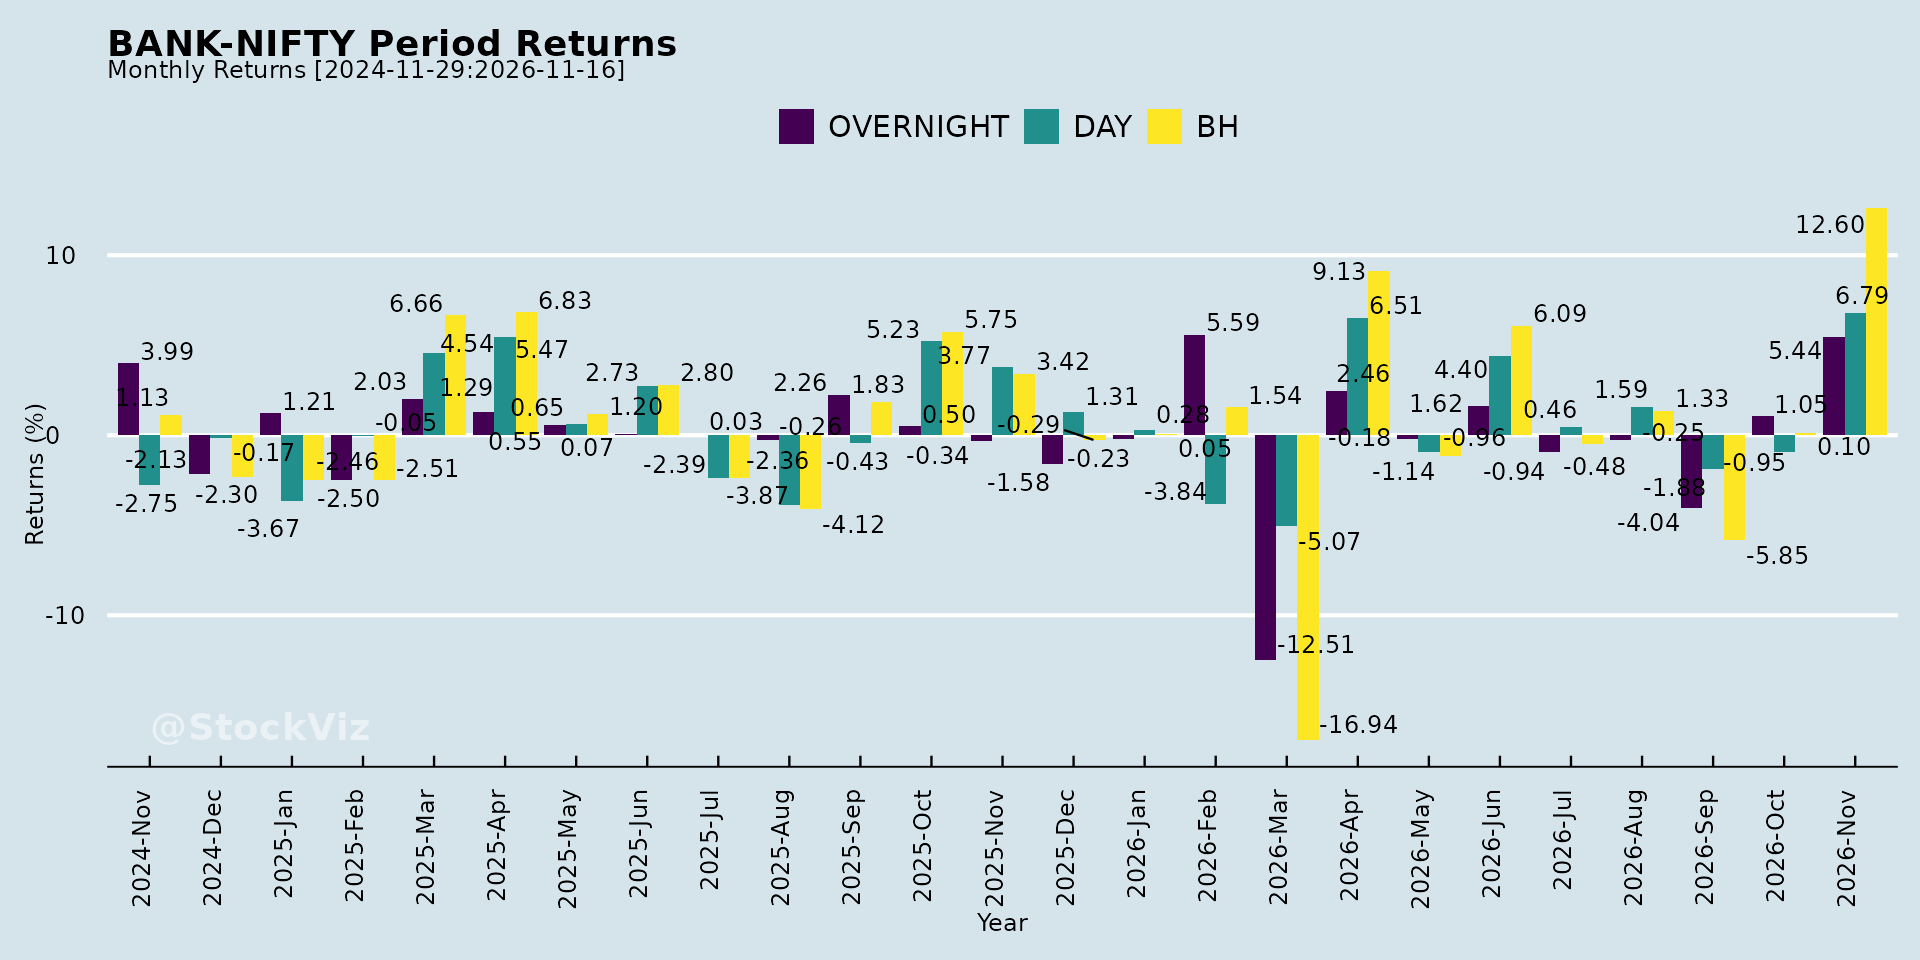 BANK-NIFTY Period Returns
Monthly Returns [2024-11-29:2026-11-16]
OVERNIGHT DAY BH
Returns (%)
10
0
-10
3.99
-2.75
1.13
-2.13
-0.17
-2.30
1.21
-3.67
-2.46
-2.50
-0.05
-2.51
2.03
4.54
6.66
1.29
5.47
6.83
0.55
0.65
1.20
0.07
2.73
2.80
0.03
-2.39
-2.36
-0.26
-3.87
-4.12
2.26
-0.43
1.83
0.50
5.23
5.75
-0.34
3.77
3.42
-1.58
1.31
-0.29
-0.23
0.28
0.05
5.59
-3.84
1.54
-12.51
-5.07
-16.94
2.46
6.51
9.13
-0.18
-0.96
-1.14
1.62
4.40
6.09
-0.94
0.46
-0.48
-0.25
1.59
1.33
-4.04
-1.88
-5.85
1.05
-0.95
0.10
5.44
6.79
12.60
@StockViz
2024-Nov
2024-Dec
2025-Jan
2025-Feb
2025-Mar
2025-Apr
2025-May
2025-Jun
2025-Jul
2025-Aug
2025-Sep
2025-Oct
2025-Nov
2025-Dec
2026-Jan
2026-Feb
2026-Mar
2026-Apr
2026-May
2026-Jun
2026-Jul
2026-Aug
2026-Sep
2026-Oct
2026-Nov
Year